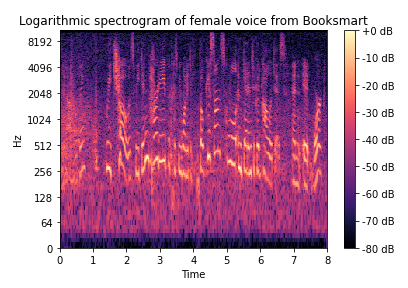 Logarithmic spectrogram of female voice from Booksmart
8192
4096
2048
1024
512
256
128
64
0
Hz
0 1 2 3 4 5 6 7 8
Time
+0 dB
-10 dB
-20 dB
-30 dB
-40 dB
-50 dB
-60 dB
-70 dB
-80 dB